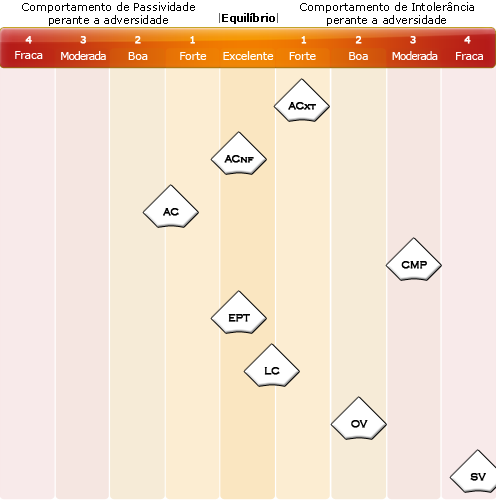 Comportamento de Passividade
perante a adversidade
|Equilíbrio|
Comportamento de Intolerância
perante a adversidade
4 3 2 1 1 2 3 4
Fraca Moderada Boa Forte Excelente Forte Boa Moderada Fraca
ACXT
ACNF
AC
CMP
EPT
LC
OV
SV